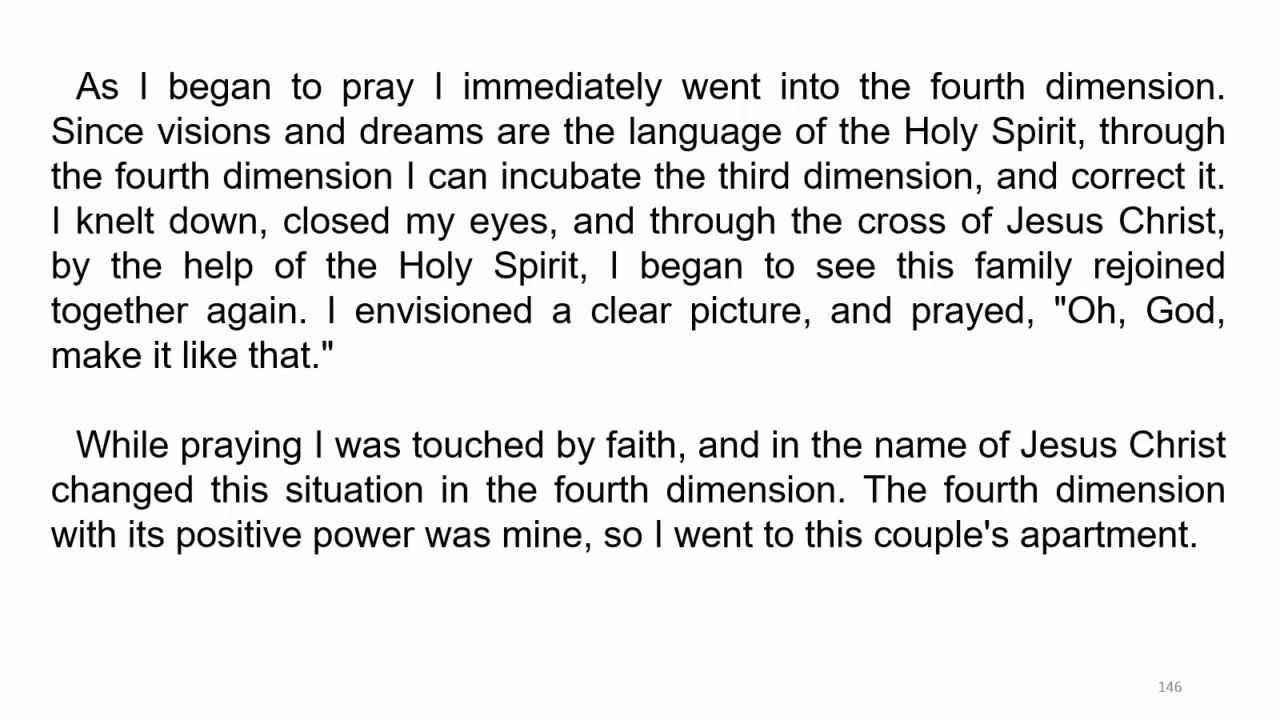 As I began to pray I immediately went into the fourth dimension.
Since visions and dreams are the language of the Holy Spirit, through
the fourth dimension I can incubate the third dimension, and correct it.
I knelt down, closed my eyes, and through the cross of Jesus Christ,
by the help of the Holy Spirit, I began to see this family rejoined
together again. I envisioned a clear picture, and prayed, "Oh, God,
make it like that."
While praying I was touched by faith, and in the name of Jesus Christ
changed this situation in the fourth dimension. The fourth dimension
with its positive power was mine, so I went to this couple's apartment.
146